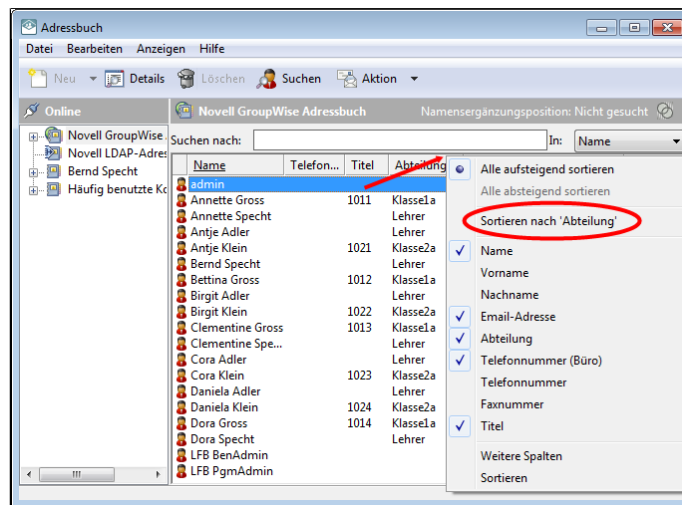 Adressbuch
Datei Bearbeiten Anzeigen Hilfe
Neu Details Löschen Suchen Aktion
Online
Novell GroupWise Adressbuch Namensergänzungsposition: Nicht gesucht
Novell GroupWise
Novell LDAP-Adres
Bernd Specht
Häufig benutzte Kc
Suchen nach: In: Name
Name Telefon... Titel Abteilung
admin
Annette Gross 1011 Klasse1a
Annette Specht Lehrer
Antje Adler Lehrer
Antje Klein 1021 Klasse2a
Bernd Specht Lehrer
Bettina Gross 1012 Klasse1a
Birgit Adler Lehrer
Birgit Klein 1022 Klasse2a
Clementine Gross 1013 Klasse1a
Clementine Spe... Lehrer
Cora Adler Lehrer
Cora Klein 1023 Klasse2a
Daniela Adler Lehrer
Daniela Klein 1024 Klasse2a
Dora Gross 1014 Klasse1a
Dora Specht Lehrer
LFB BenAdmin
LFB PgmAdmin
Alle aufsteigend sortieren
Alle absteigend sortieren
Sortieren nach 'Abteilung'
Name
Vorname
Nachname
Email-Adresse
Abteilung
Telefonnummer (Büro)
Telefonnummer
Faxnummer
Titel
Weitere Spalten
Sortieren